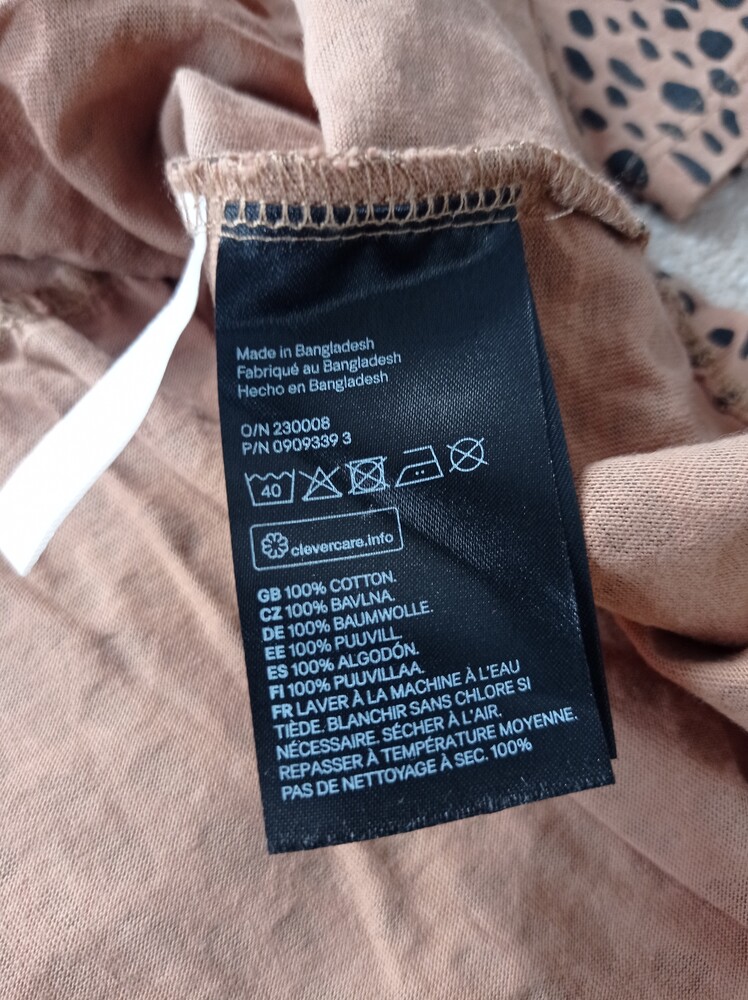 Made in Bangladesh
Fabriqué au Bangladesh
Hecho en Bangladesh
O/N 230008
P/N 0909339 3
40
clevercare.info
GB 100% COTTON.
CZ 100% BAVLNA.
DE 100% BAUMWOLLE.
EE 100% PUUVILL.
ES 100% ALGODÓN.
FI 100% PUUVILLAA.
FR LAVER À LA MACHINE À L'EAU
TIÈDE. BLANCHIR SANS CHLORE SI
NÉCESSAIRE. SÉCHER À L'AIR.
REPASSER À TEMPÉRATURE MOYENNE.
PAS DE NETTOYAGE À SEC. 100%